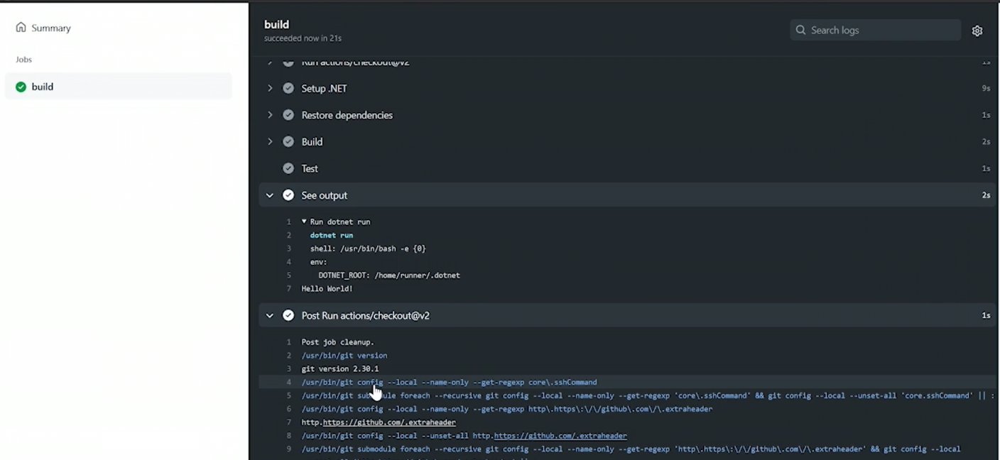 Summary
Jobs
build
build
succeeded now in 21s
Search logs
Run actions/checkout@v2 1s
Setup .NET 9s
Restore dependencies 1s
Build 2s
Test 1s
See output 2s
1 Run dotnet run
2 dotnet run
3 shell: /usr/bin/bash -e {0}
4 env:
5 DOTNET_ROOT: /home/runner/.dotnet
7 Hello World!
Post Run actions/checkout@v2 1s
1 Post job cleanup.
2 /usr/bin/git version
3 git version 2.30.1
4 /usr/bin/git config --local --name-only --get-regexp core\.sshCommand
5 /usr/bin/git submodule foreach --recursive git config --local --name-only --get-regexp 'core\.sshCommand' && git config --local --unset-all 'core.sshCommand' || :
6 /usr/bin/git config --local --name-only --get-regexp http\.https\:\/\/github\.com\/\.extraheader
7 http.https://github.com/.extraheader
8 /usr/bin/git config --local --unset-all http.https://github.com/.extraheader
9 /usr/bin/git submodule foreach --recursive git config --local --name-only --get-regexp 'http\.https\:\/\/github\.com\/\.extraheader' && git config --local